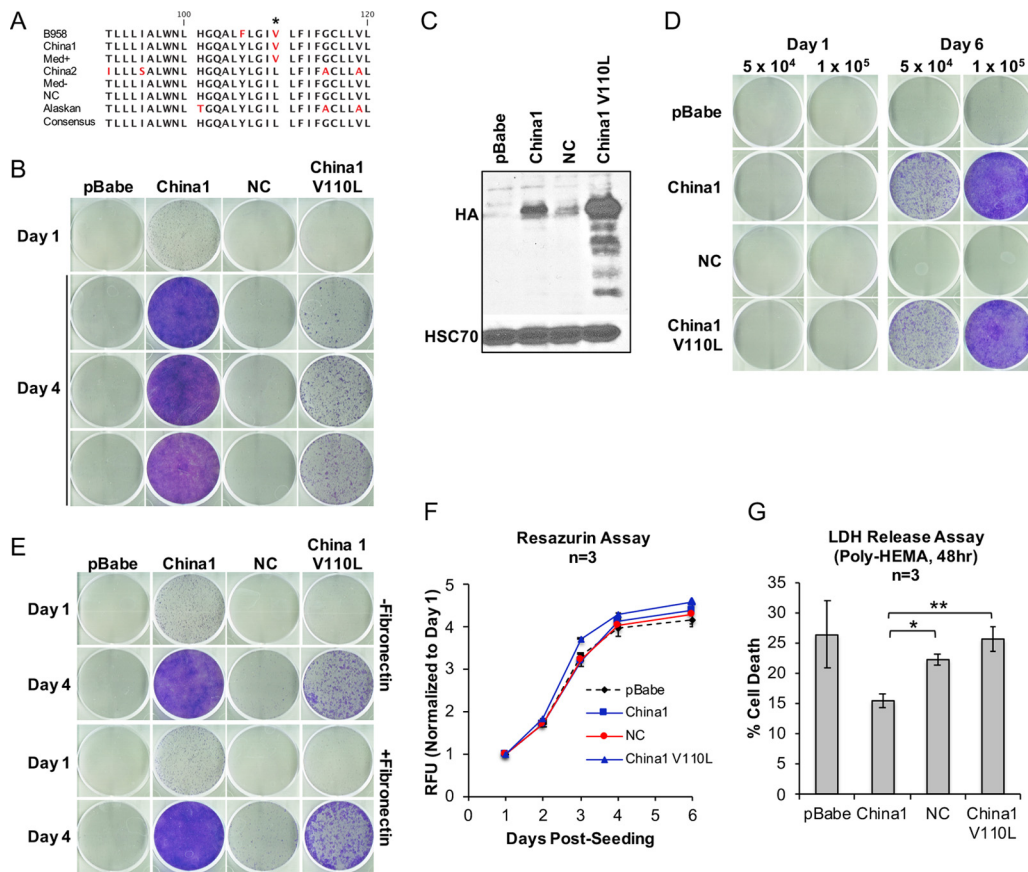 A
100 * 120
B958 TLLLIALWNL HGQALYFLGIV LFIFGCLLVL
China1 TLLLIALWNL HGQALYLGIV LFIFGCLLVL
Med+ TLLLIALWNL HGQALYLGIV LFIFGCLLVL
China2 ILLLSALWNL HGQALYLGIL LFIFACLLAL
Med- TLLLIALWNL HGQALYLGIL LFIFGCLLVL
NC TLLLIALWNL HGQALYLGIL LFIFGCLLVL
Alaskan TLLLIALWNL TGQALYLGIL LFIFACLLAL
Consensus TLLLIALWNL HGQALYLGIL LFIFGCLLVL
B
pBabe China1 NC China1 V110L
Day 1
Day 4
C
pBabe China1 NC China1 V110L
HA
HSC70
D
Day 1 Day 6
5 x 10⁴ 1 x 10⁵ 5 x 10⁴ 1 x 10⁵
pBabe
China1
NC
China1
V110L
E
pBabe China1 NC China 1 V110L
Day 1
Day 4
-Fibronectin
Day 1
Day 4
+Fibronectin
F
Resazurin Assay
n=3
RFU (Normalized to Day 1)
5
4
3
2
1
0
pBabe
China1
NC
China1 V110L
0 1 2 3 4 5 6
Days Post-Seeding
G
LDH Release Assay
(Poly-HEMA, 48hr)
n=3
% Cell Death
35
30
25
20
15
10
5
0
**
*
pBabe China1 NC China1
V110L